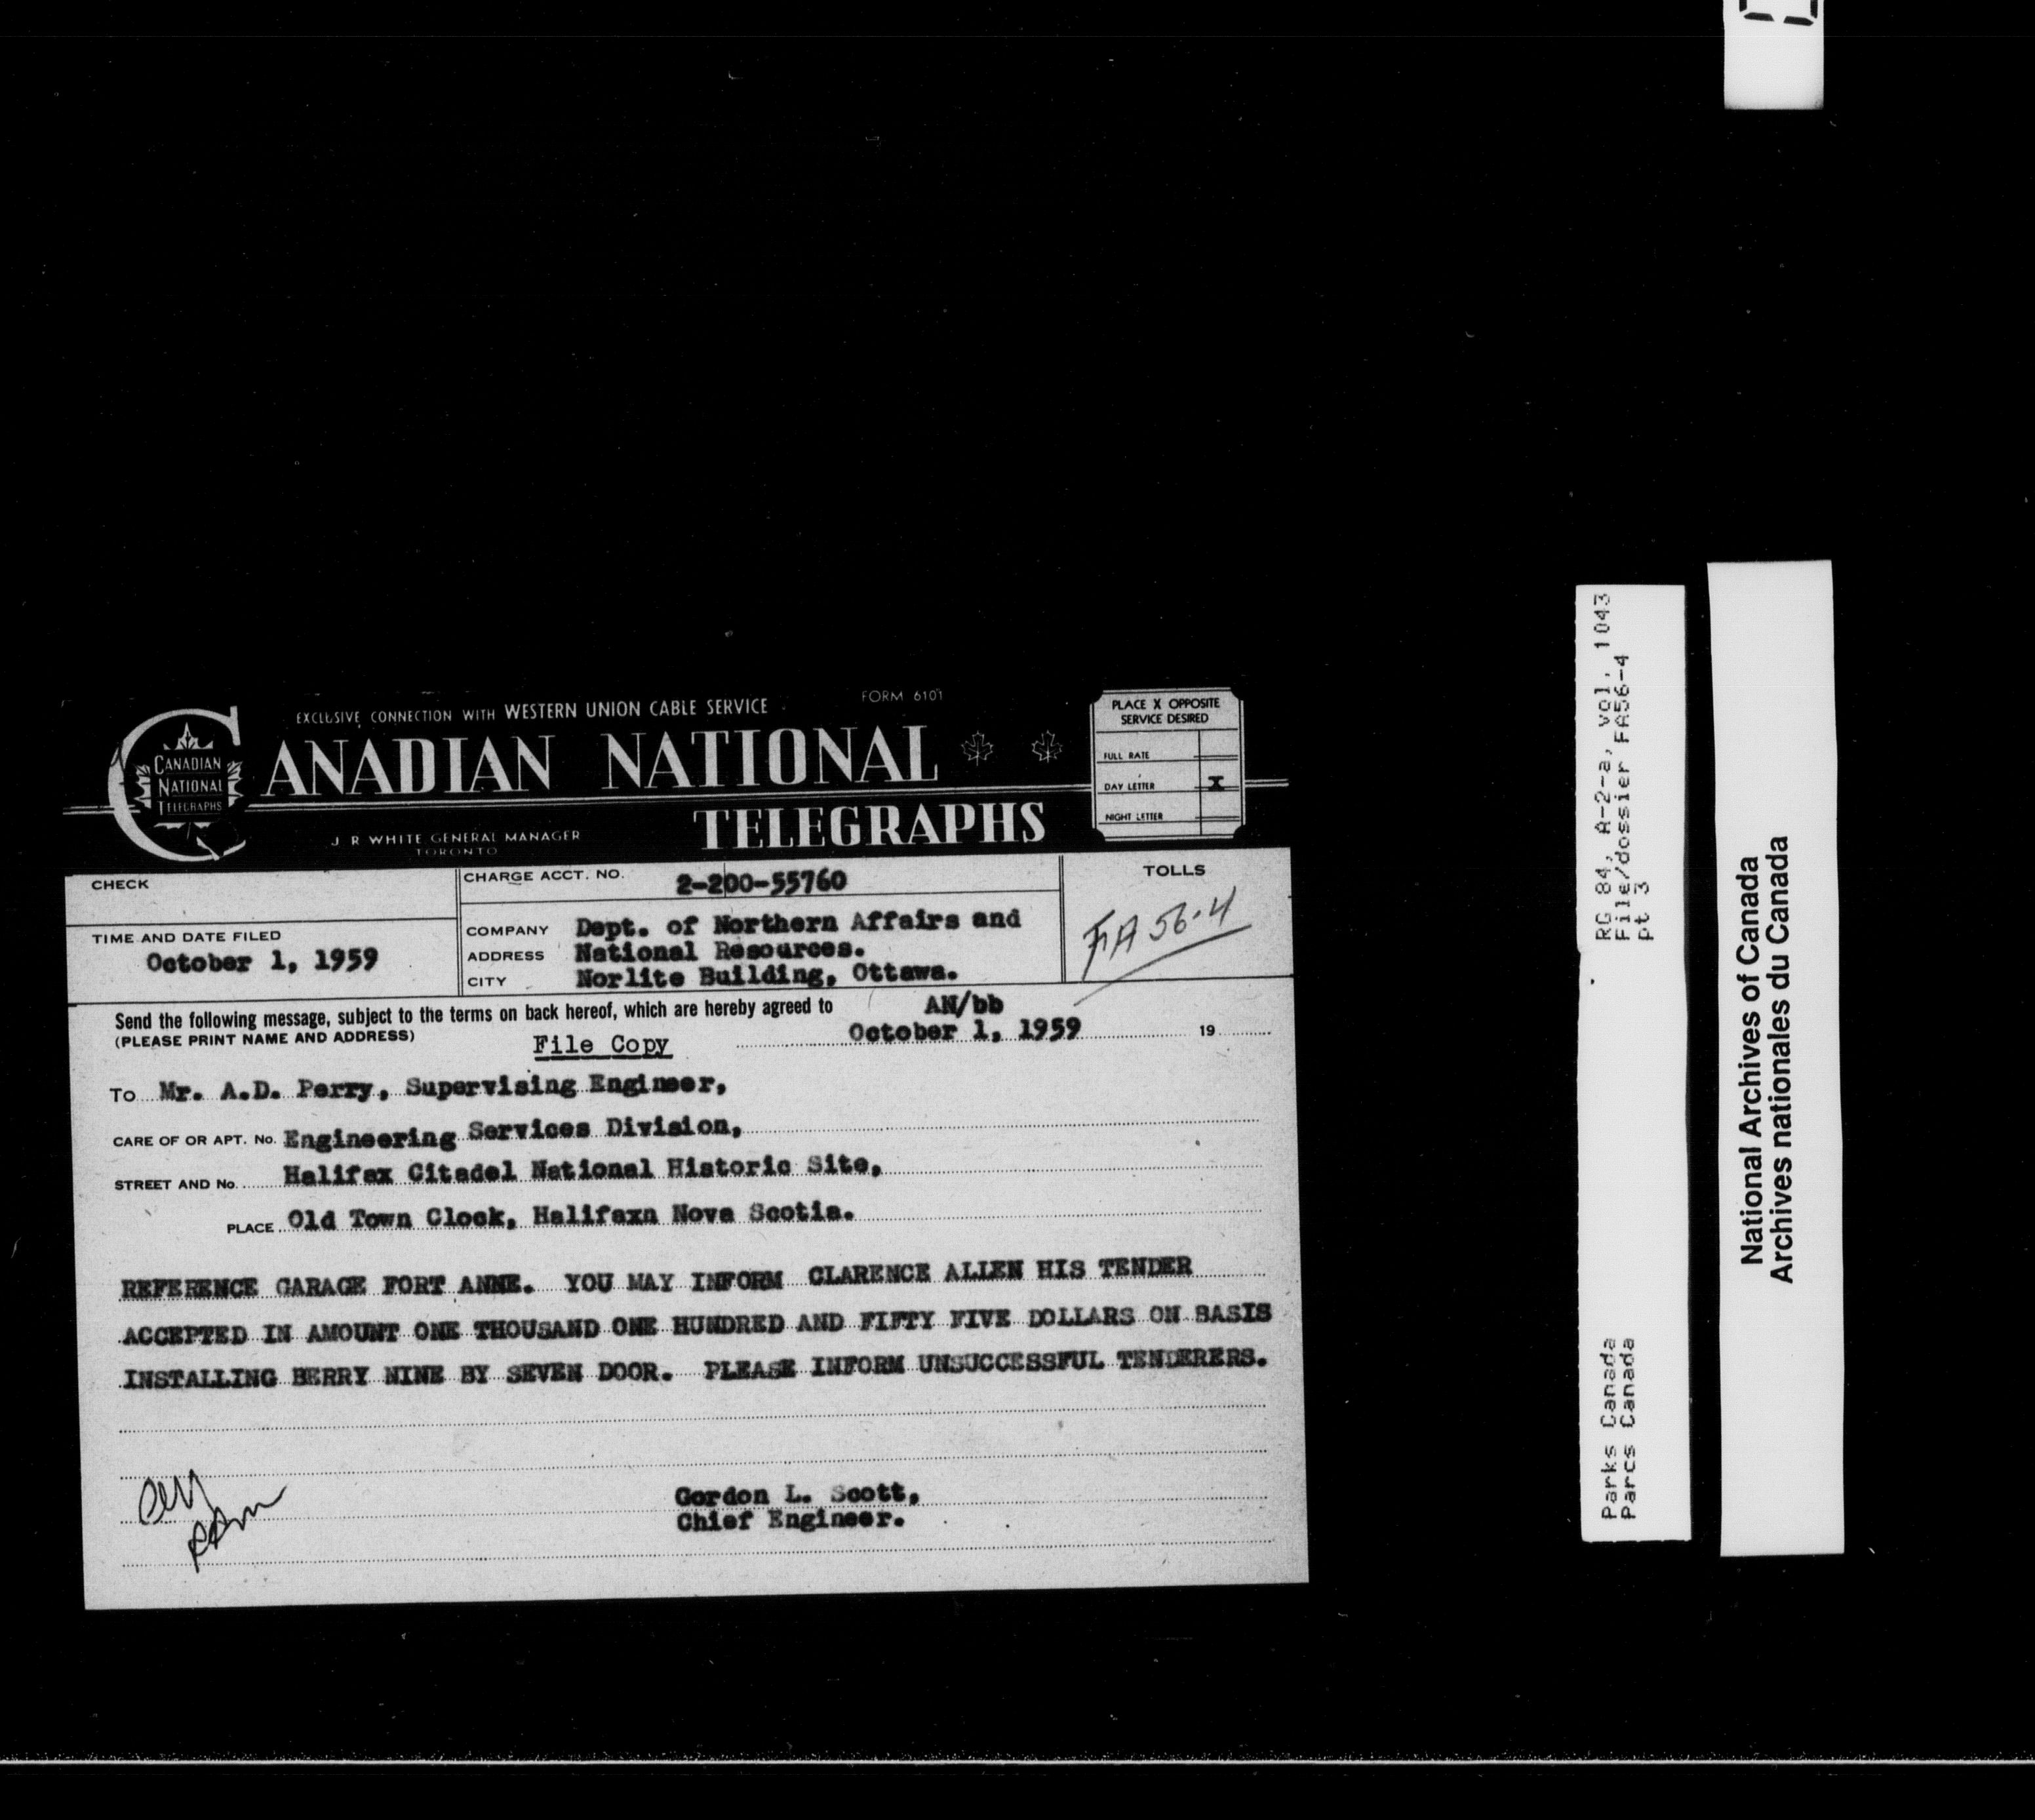 EXCLUSIVE CONNECTION WITH WESTERN UNION CABLE SERVICE
FORM 6101
CANADIAN NATIONAL
TELEGRAPHS
CANADIAN
NATIONAL
TELEGRAPHS
J R WHITE GENERAL MANAGER
TORONTO
PLACE X OPPOSITE
SERVICE DESIRED
FULL RATE
DAY LETTER X
NIGHT LETTER
CHECK
CHARGE ACCT. NO. 2-200-55760
TOLLS
FA 56-4
TIME AND DATE FILED
October 1, 1959
COMPANY Dept. of Northern Affairs and
ADDRESS National Resources.
CITY Norlite Building, Ottawa.
Send the following message, subject to the terms on back hereof, which are hereby agreed to
AN/bb
(PLEASE PRINT NAME AND ADDRESS)
File Copy
October 1, 1959 19
TO Mr. A.D. Perry, Supervising Engineer,
CARE OF OR APT. No. Engineering Services Division,
STREET AND No. Halifax Citadel National Historic Site,
PLACE Old Town Clock, Halifaxn Nova Scotia.
REFERENCE GARAGE FORT ANNE. YOU MAY INFORM CLARENCE ALLEN HIS TENDER
ACCEPTED IN AMOUNT ONE THOUSAND ONE HUNDRED AND FIFTY FIVE DOLLARS ON BASIS
INSTALLING BERRY NINE BY SEVEN DOOR. PLEASE INFORM UNSUCCESSFUL TENDERERS.
Gordon L. Scott,
Chief Engineer.
RG 84, A-2-a, vol. 1043
File/dossier FA56-4
pt 3
Parks Canada
Parcs Canada
National Archives of Canada
Archives nationales du Canada